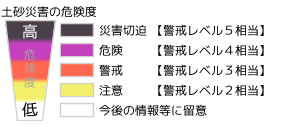 土砂災害の危険度
高
危険度
低
災害切迫 【警戒レベル５相当】
危険 【警戒レベル４相当】
警戒 【警戒レベル３相当】
注意 【警戒レベル２相当】
今後の情報等に留意